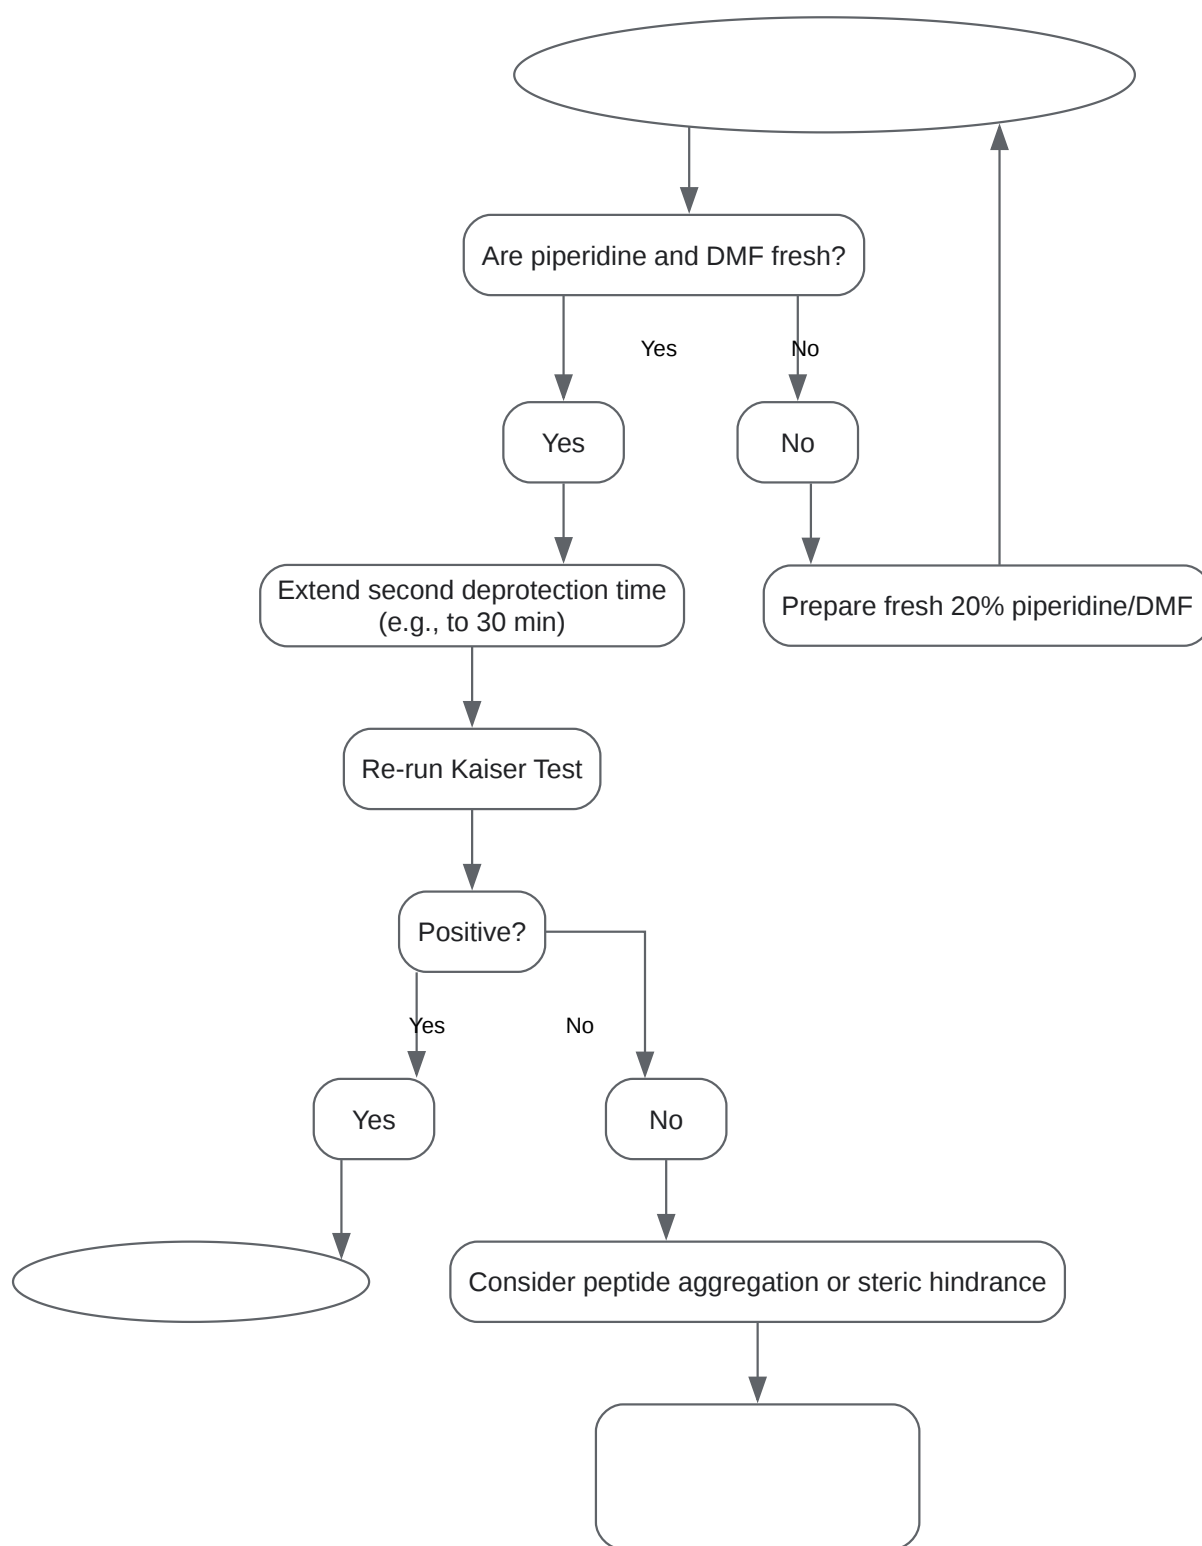 Are piperidine and DMF fresh?
Yes
No
Yes
No
Extend second deprotection time
(e.g., to 30 min)
Prepare fresh 20% piperidine/DMF
Re-run Kaiser Test
Positive?
Yes
No
Yes
No
Consider peptide aggregation or steric hindrance